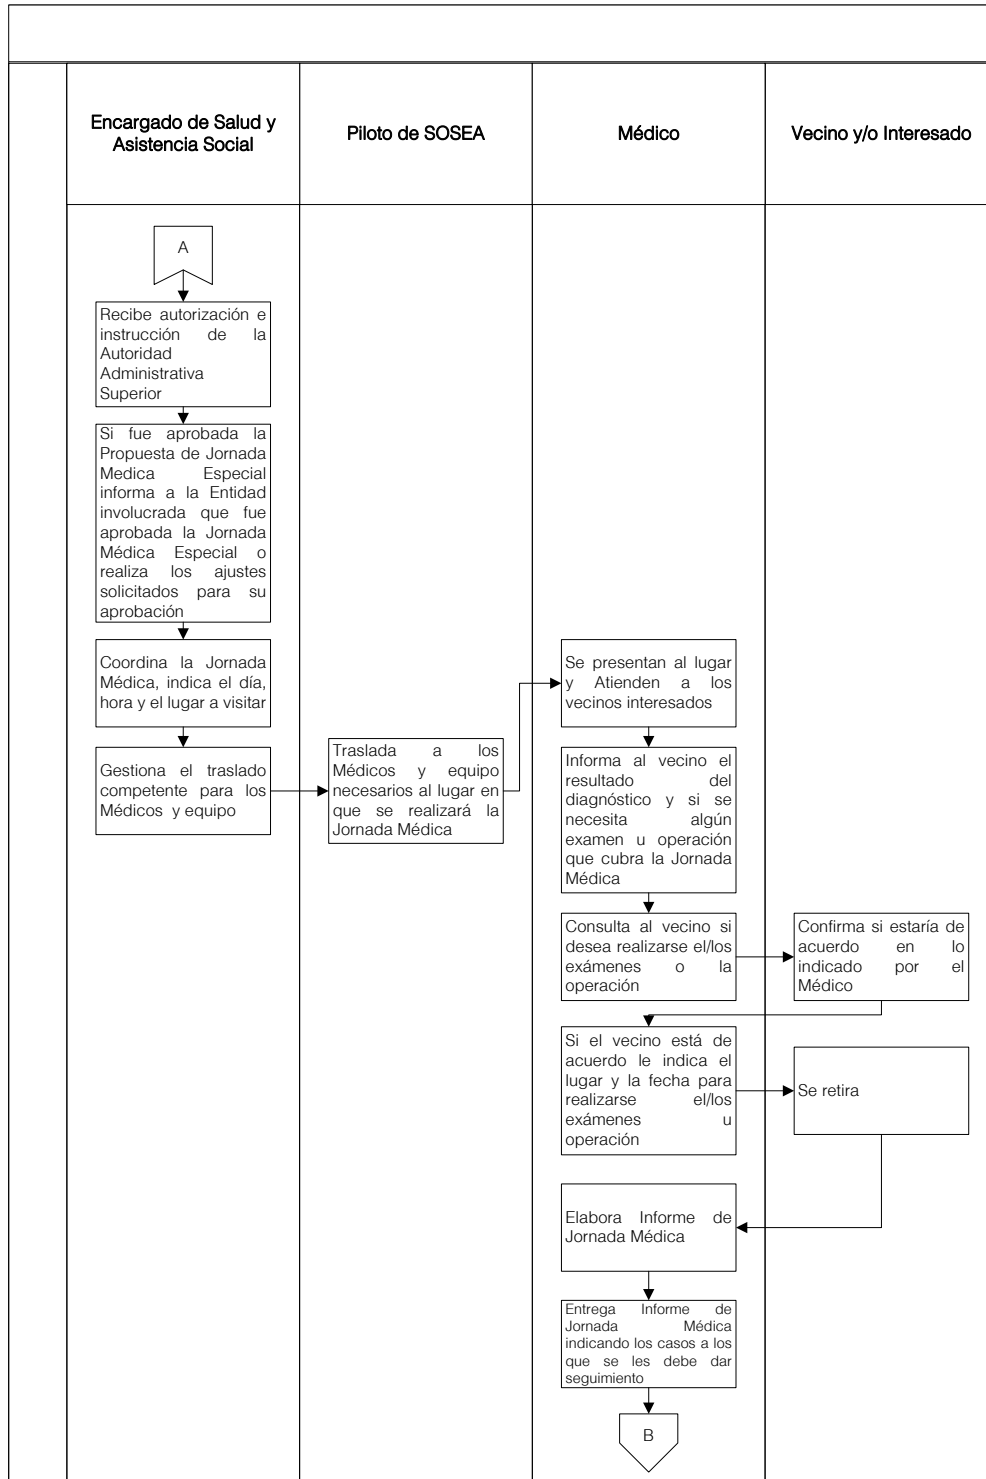 Encargado de Salud y
Asistencia Social
Piloto de SOSEA
Médico
Vecino y/o Interesado
A
Recibe autorización e
instrucción de la
Autoridad
Administrativa
Superior
Si fue aprobada la
Propuesta de Jornada
Medica Especial
informa a la Entidad
involucrada que fue
aprobada la Jornada
Médica Especial o
realiza los ajustes
solicitados para su
aprobación
Coordina la Jornada
Médica, indica el día,
hora y el lugar a visitar
Gestiona el traslado
competente para los
Médicos y equipo
Traslada a los
Médicos y equipo
necesarios al lugar en
que se realizará la
Jornada Médica
Se presentan al lugar
y Atienden a los
vecinos interesados
Informa al vecino el
resultado del
diagnóstico y si se
necesita algún
examen u operación
que cubra la Jornada
Médica
Consulta al vecino si
desea realizarse el/los
exámenes o la
operación
Confirma si estaría de
acuerdo en lo
indicado por el
Médico
Si el vecino está de
acuerdo le indica el
lugar y la fecha para
realizarse el/los
exámenes u
operación
Se retira
Elabora Informe de
Jornada Médica
Entrega Informe de
Jornada Médica
indicando los casos a los
que se les debe dar
seguimiento
B